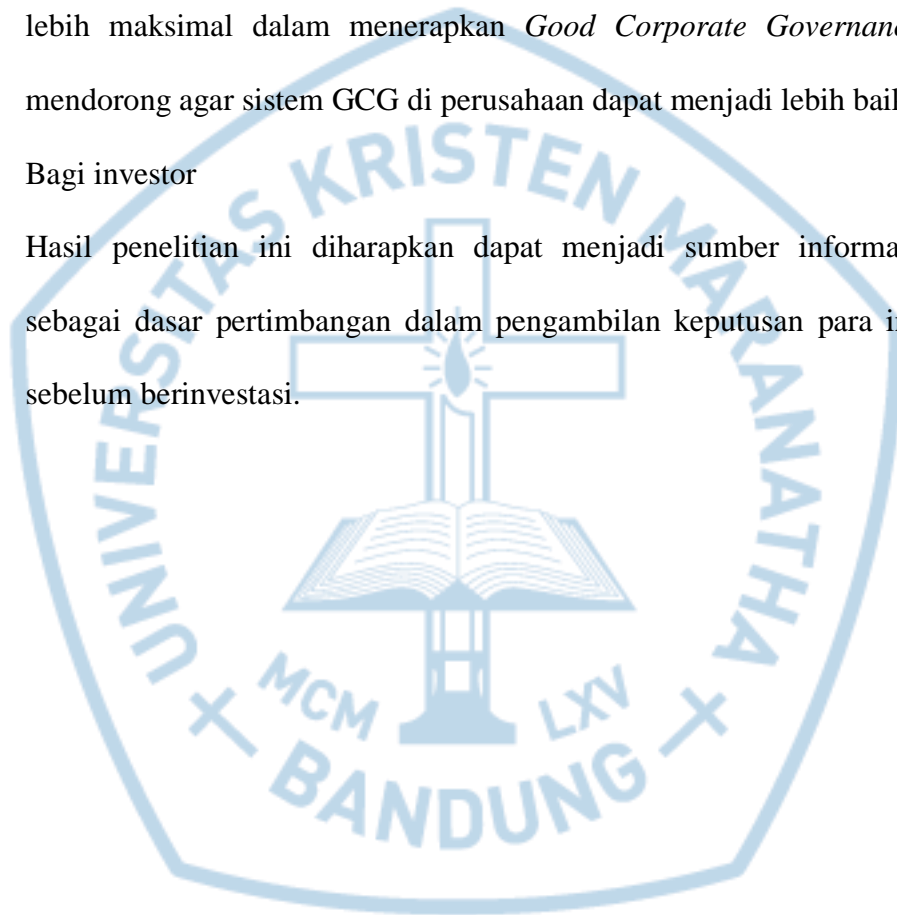 lebih maksimal dalam menerapkan Good Corporate
mendorong agar sistem GCG di perusahaan dapat menjadi lebih
Bagi investor
Hasil penelitian ini diharapkan dapat menjadi sumber
sebagai dasar pertimbangan dalam pengambilan keputusan para
sebelum berinvestasi.
UNIVERSITAS KRISTEN MARANATHA
MCM LXV
+ BANDUNG +